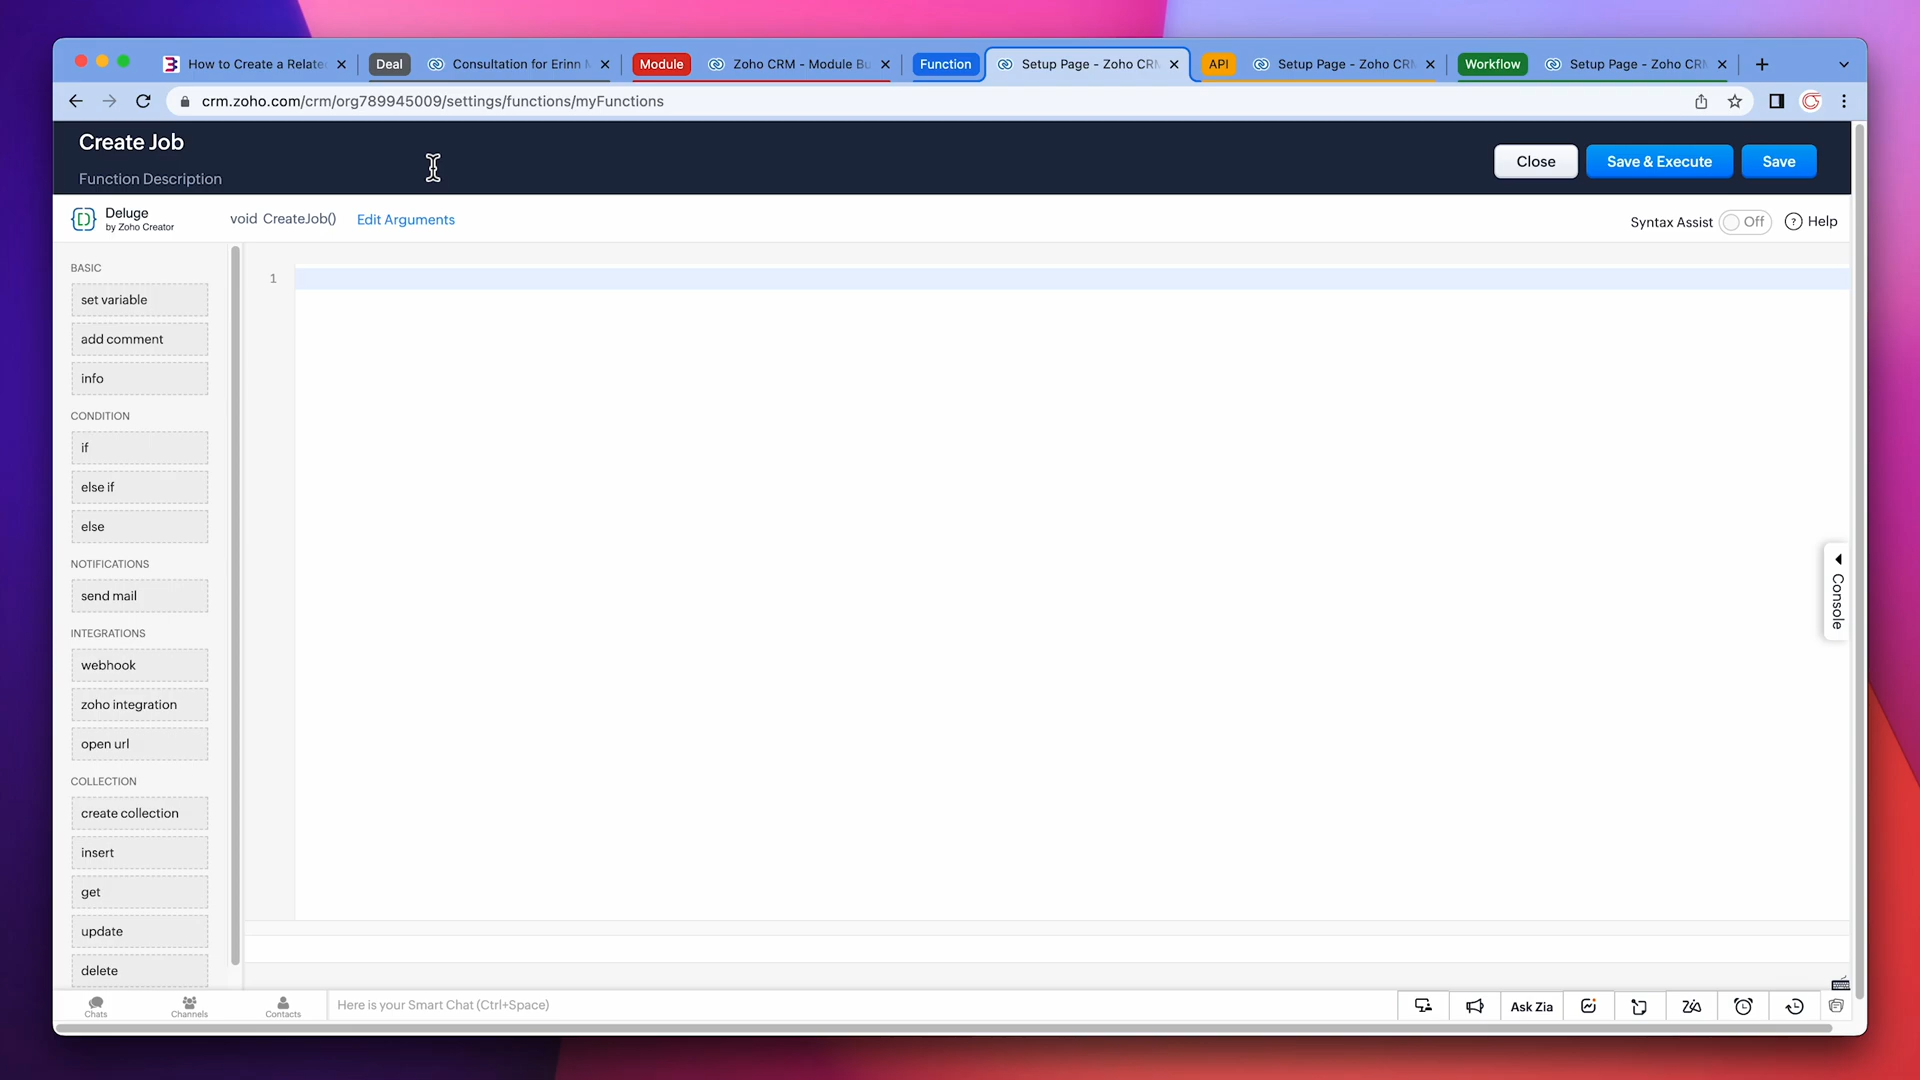 How to Create a Relate
Deal
Consultation for Erinn M
Module
Zoho CRM - Module Bu
Function
Setup Page - Zoho CRM
API
Setup Page - Zoho CRM
Workflow
Setup Page - Zoho CRM
crm.zoho.com/crm/org789945009/settings/functions/myFunctions
Create Job
Function Description
Close
Save & Execute
Save
Deluge
by Zoho Creator
void CreateJob()
Edit Arguments
Syntax Assist
Off
? Help
BASIC
set variable
add comment
info
CONDITION
if
else if
else
NOTIFICATIONS
send mail
INTEGRATIONS
webhook
zoho integration
open url
COLLECTION
create collection
insert
get
update
delete
1
Console
Chats
Channels
Contacts
Here is your Smart Chat (Ctrl+Space)
Ask Zia